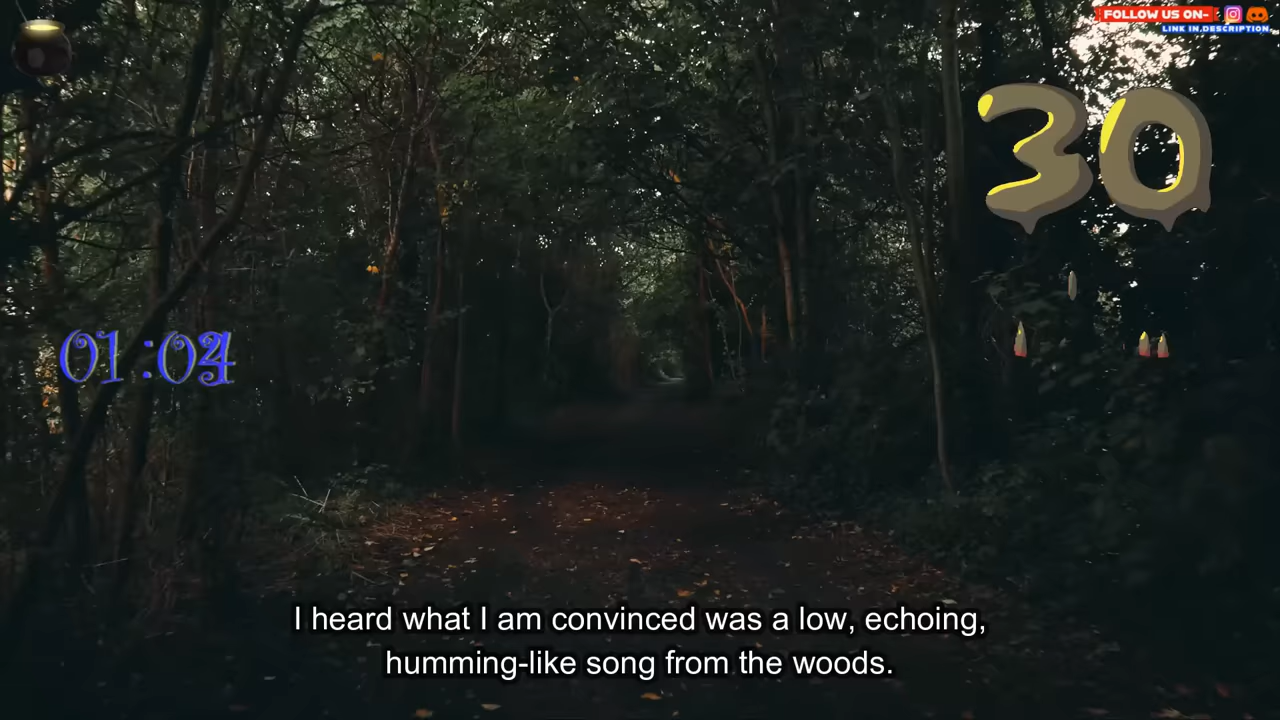 FOLLOW US ON-
LINK IN DESCRIPTION
30
01:04
I heard what I am convinced was a low, echoing,
humming-like song from the woods.